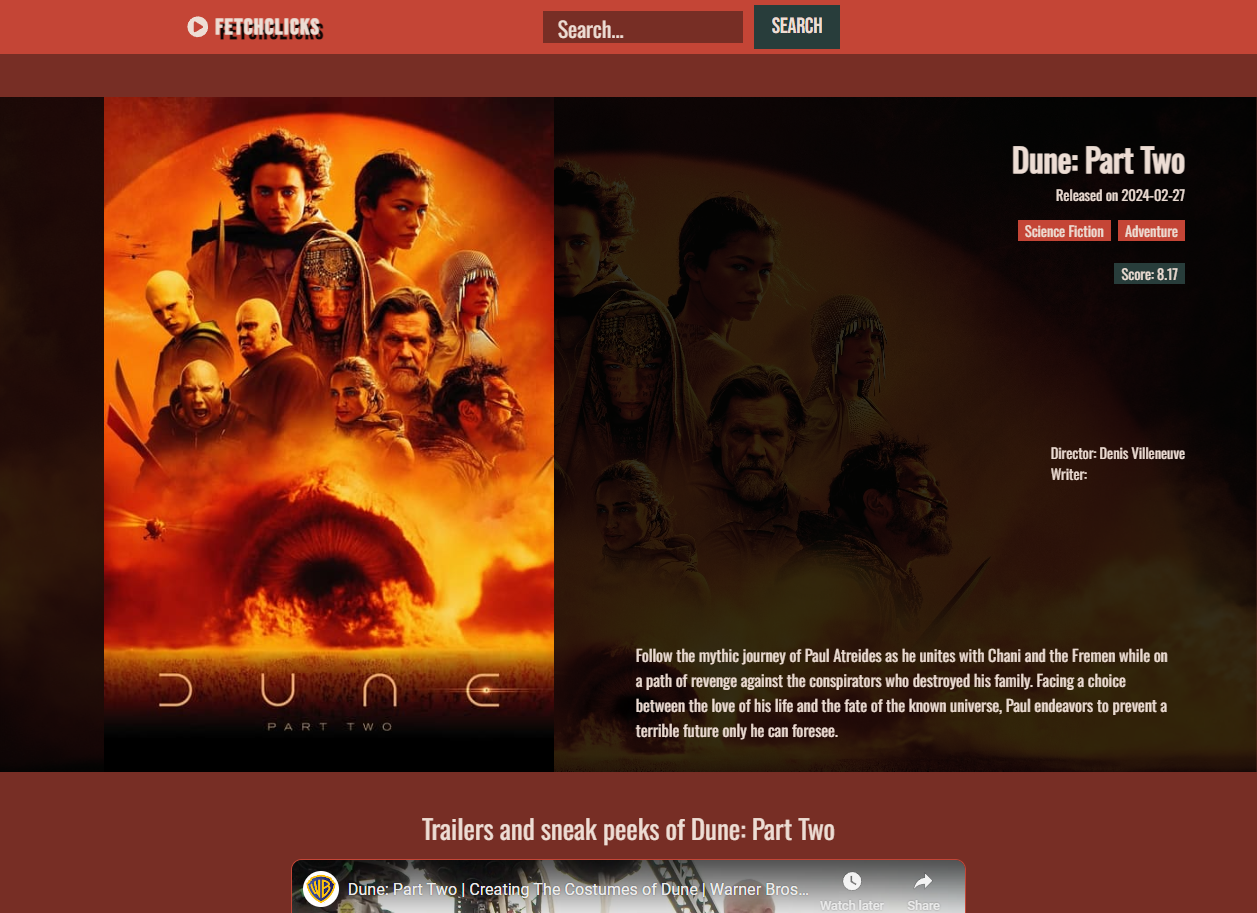 FETCHCLICKS
Search...
SEARCH
Dune: Part Two
Released on 2024-02-27
Science Fiction
Adventure
Score: 8.17
Director: Denis Villeneuve
Writer:
DUNE
PART TWO
Follow the mythic journey of Paul Atreides as he unites with Chani and the Fremen while on
a path of revenge against the conspirators who destroyed his family. Facing a choice
between the love of his life and the fate of the known universe, Paul endeavors to prevent a
terrible future only he can foresee.
Trailers and sneak peeks of Dune: Part Two
WB
Dune: Part Two | Creating The Costumes of Dune | Warner Bros...
Watch later
Share